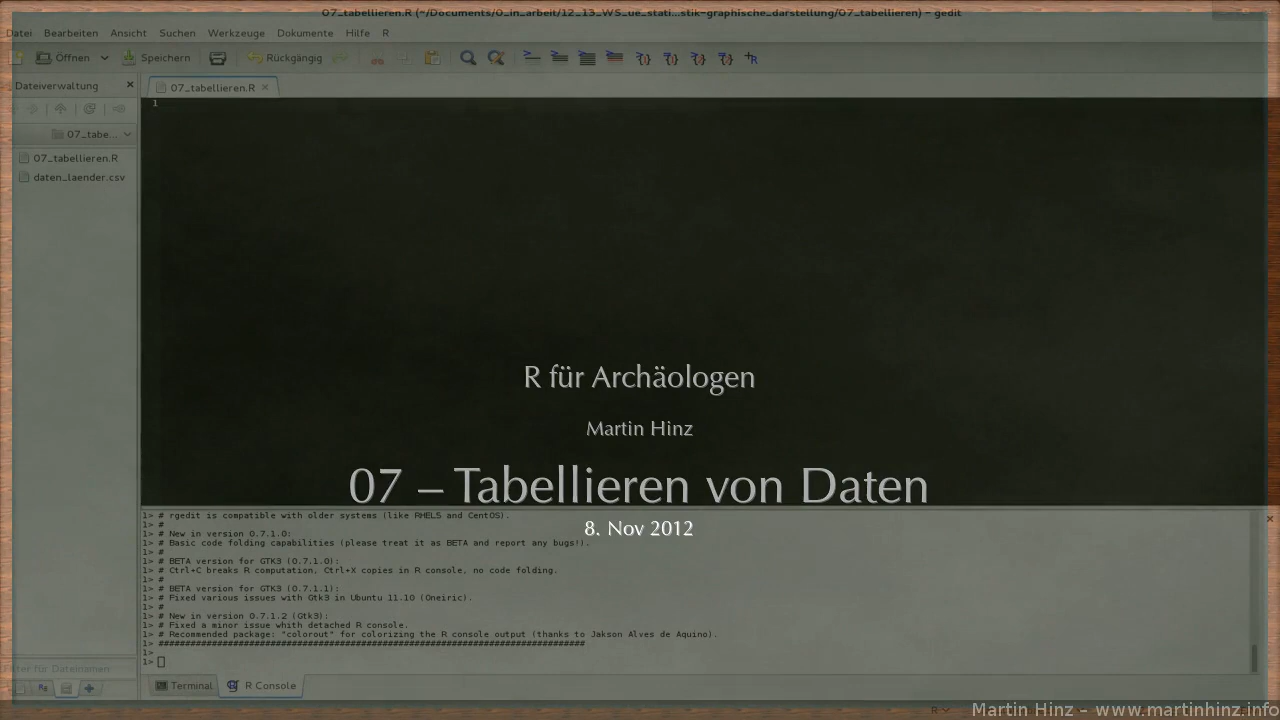 07_tabellieren.R (~/Documents/0_in_arbeit/12_13_WS_ue_stati...stik-graphische_darstellung/07_tabellieren) – gedit
Datei Bearbeiten Ansicht Suchen Werkzeuge Dokumente Hilfe R
Öffnen Speichern Rückgängig
Dateiverwaltung
07_tabellieren.R
1
07_tabe...
07_tabellieren.R
daten_laender.csv
R für Archäologen
Martin Hinz
07 – Tabellieren von Daten
8. Nov 2012
1> # rgedit is compatible with older systems (like RHEL5 and CentOS).
1> #
1> # New in version 0.7.1.0:
1> # Basic code folding capabilities (please treat it as BETA and report any bugs!).
1> #
1> # BETA version for GTK3 (0.7.1.0):
1> # Ctrl+C breaks R computation, Ctrl+X copies in R console, no code folding.
1> #
1> # BETA version for GTK3 (0.7.1.1):
1> # Fixed various issues with Gtk3 in Ubuntu 11.10 (Oneiric).
1> #
1> # New in version 0.7.1.2 (Gtk3):
1> # Fixed a minor issue whith detached R console.
1> # Recommended package: "colorout" for colorizing the R console output (thanks to Jakson Alves de Aquino).
1> ################################################################################
1>
1>
Filter für Dateinamen
Terminal R Console
R
Martin Hinz - www.martinhinz.info